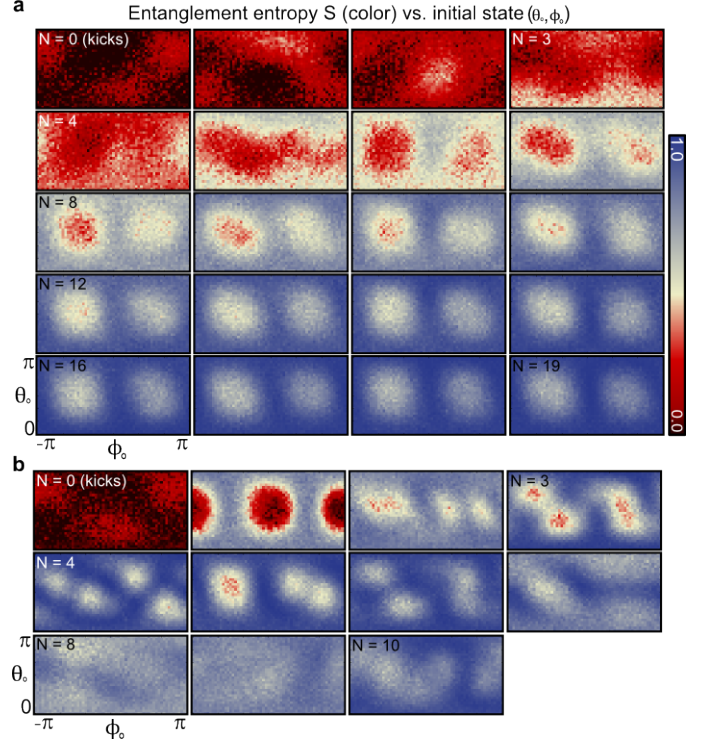 a
Entanglement entropy S (color) vs. initial state (θ₀,ϕ₀)
N = 0 (kicks)
N = 3
N = 4
1.0
N = 8
N = 12
π
N = 16
N = 19
θ₀
0
0.0
-π
ϕ₀
π
b
N = 0 (kicks)
N = 3
N = 4
π
N = 8
N = 10
θ₀
0
-π
ϕ₀
π